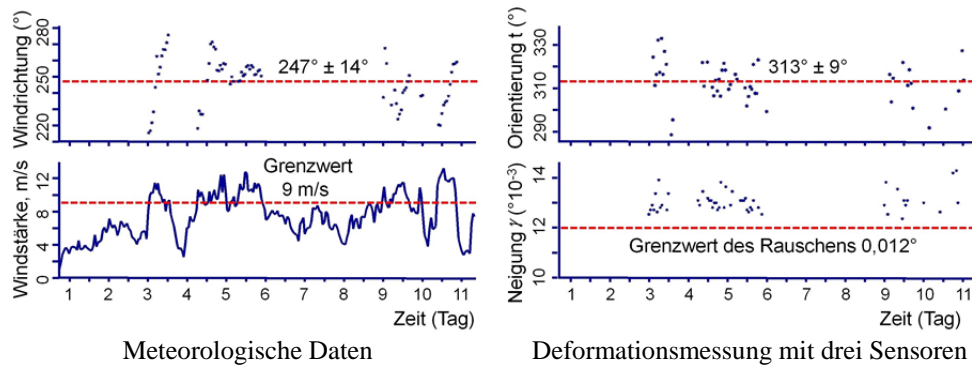 Windrichtung (°)
280
250
220
247° ± 14°
Windstärke, m/s
12
8
4
0
Grenzwert
9 m/s
1 2 3 4 5 6 7 8 9 10 11
Zeit (Tag)
Meteorologische Daten
Orientierung t (°)
330
310
290
313° ± 9°
Neigung γ (°10⁻³)
14
13
12
10
Grenzwert des Rauschens 0,012°
1 2 3 4 5 6 7 8 9 10 11
Zeit (Tag)
Deformationsmessung mit drei Sensoren